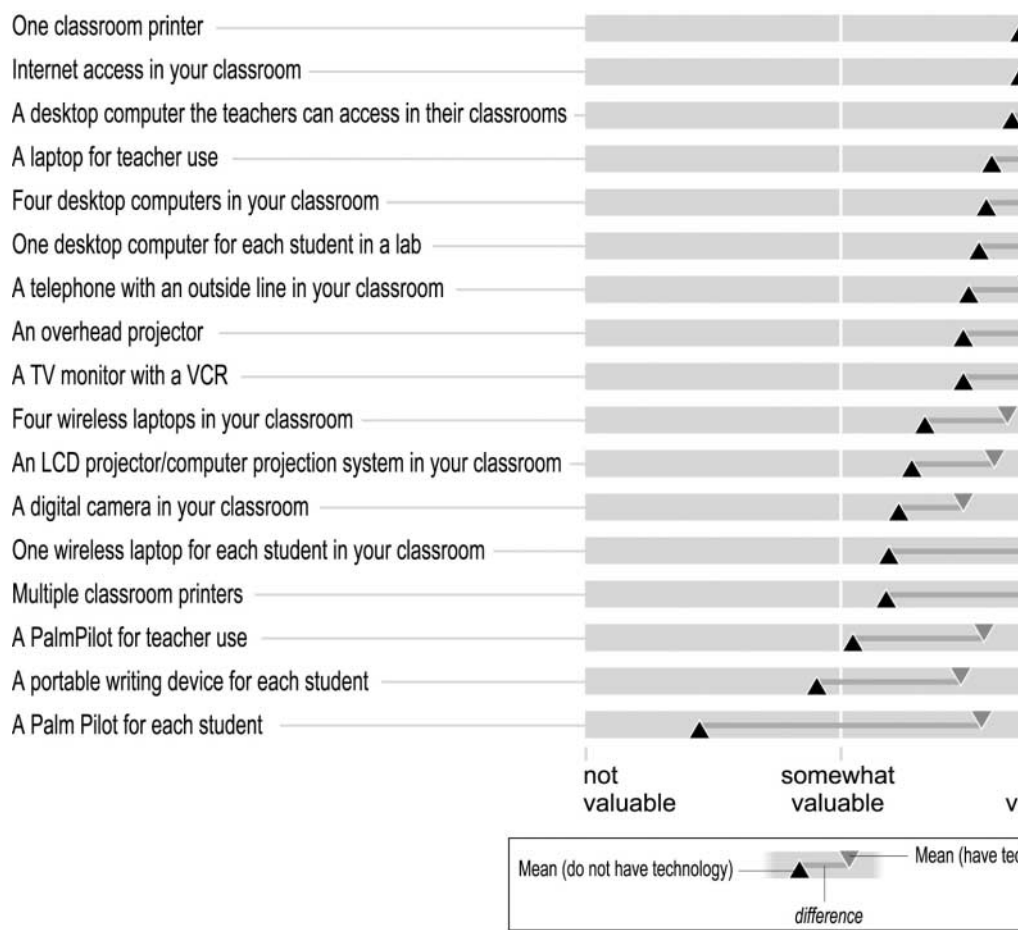 One classroom printer
Internet access in your classroom
A desktop computer the teachers can access in their classrooms
A laptop for teacher use
Four desktop computers in your classroom
One desktop computer for each student in a lab
A telephone with an outside line in your classroom
An overhead projector
A TV monitor with a VCR
Four wireless laptops in your classroom
An LCD projector/computer projection system in your classroom
A digital camera in your classroom
One wireless laptop for each student in your classroom
Multiple classroom printers
A PalmPilot for teacher use
A portable writing device for each student
A Palm Pilot for each student
not somewhat
valuable valuable v
Mean (do not have technology) Mean (have tec
difference